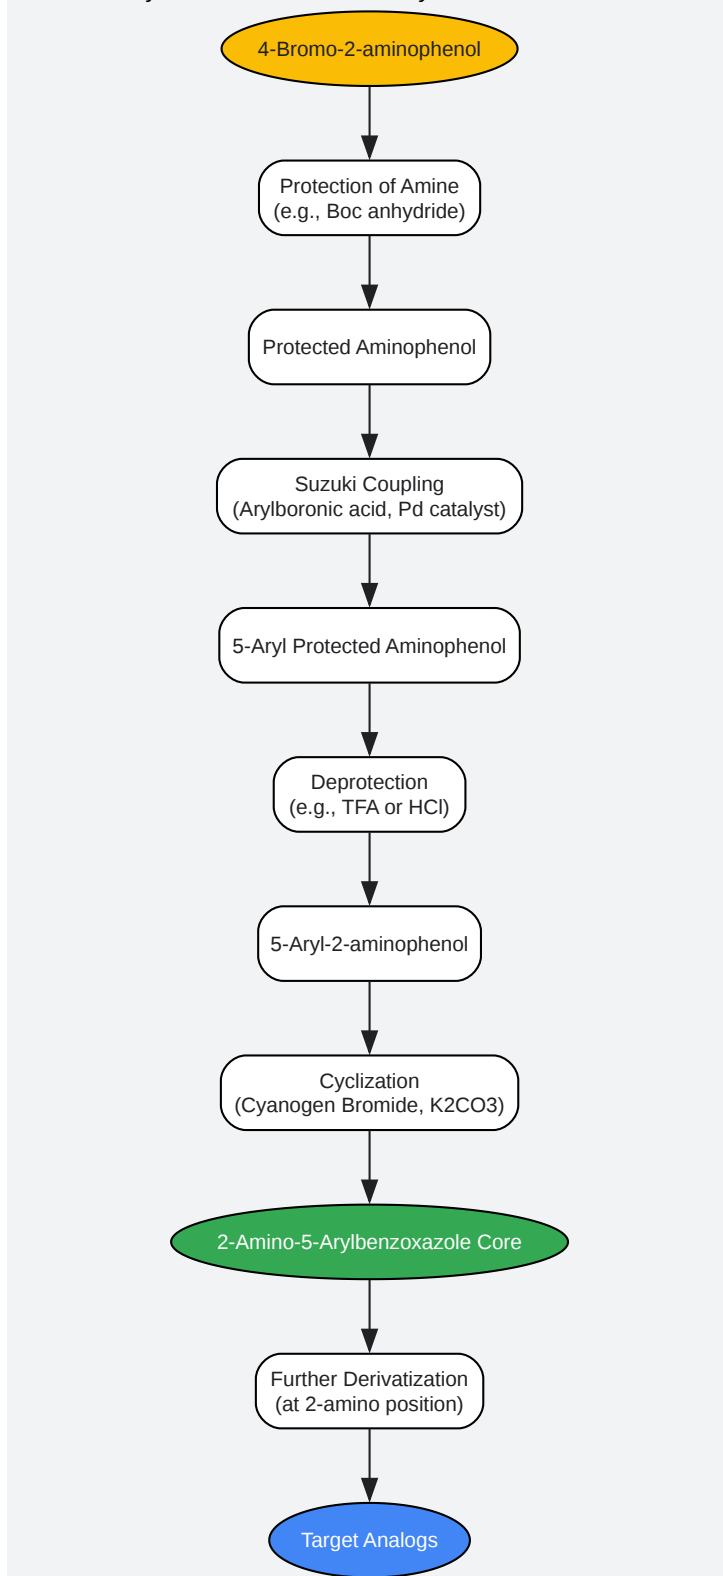 4-Bromo-2-aminophenol
Protection of Amine
(e.g., Boc anhydride)
Protected Aminophenol
Suzuki Coupling
(Arylboronic acid, Pd catalyst)
5-Aryl Protected Aminophenol
Deprotection
(e.g., TFA or HCl)
5-Aryl-2-aminophenol
Cyclization
(Cyanogen Bromide, K2CO3)
2-Amino-5-Arylbenzoxazole Core
Further Derivatization
(at 2-amino position)
Target Analogs